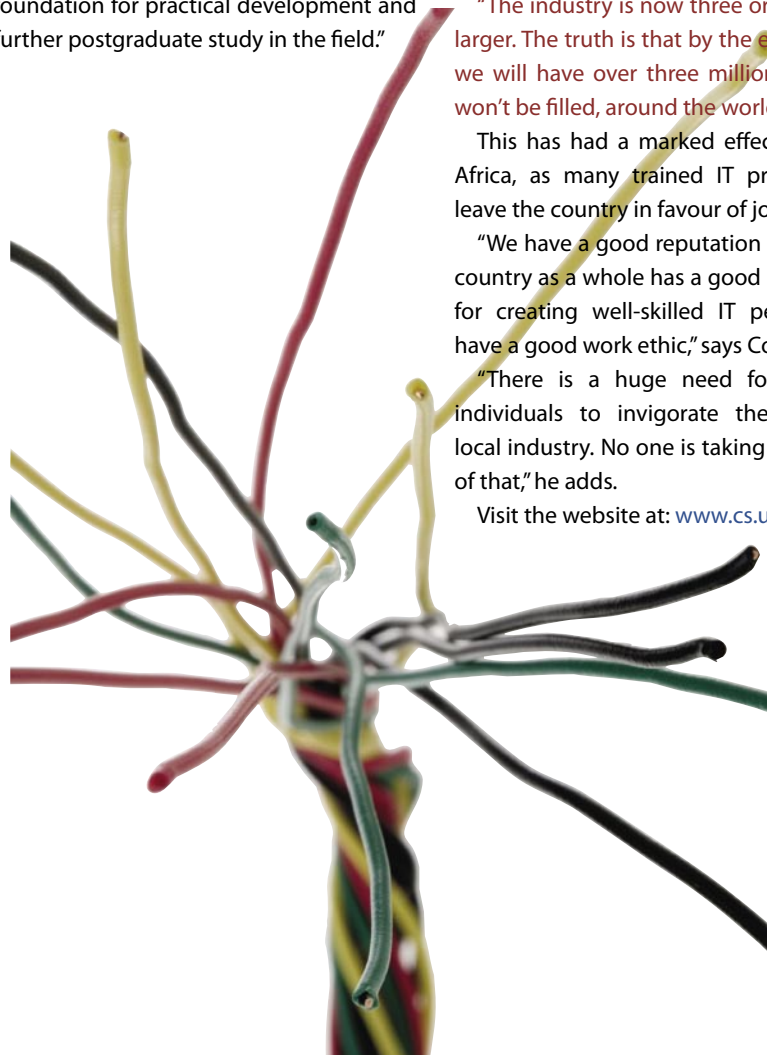 oundation for practical development and
urther postgraduate study in the field.”
“The industry is now three or
larger. The truth is that by the e
we will have over three million
won’t be filled, around the world
This has had a marked effec
Africa, as many trained IT pr
leave the country in favour of jo
“We have a good reputation
country as a whole has a good
for creating well-skilled IT pe
have a good work ethic,” says Co
“There is a huge need fo
individuals to invigorate the
local industry. No one is taking
of that,” he adds.
Visit the website at: www.cs.u